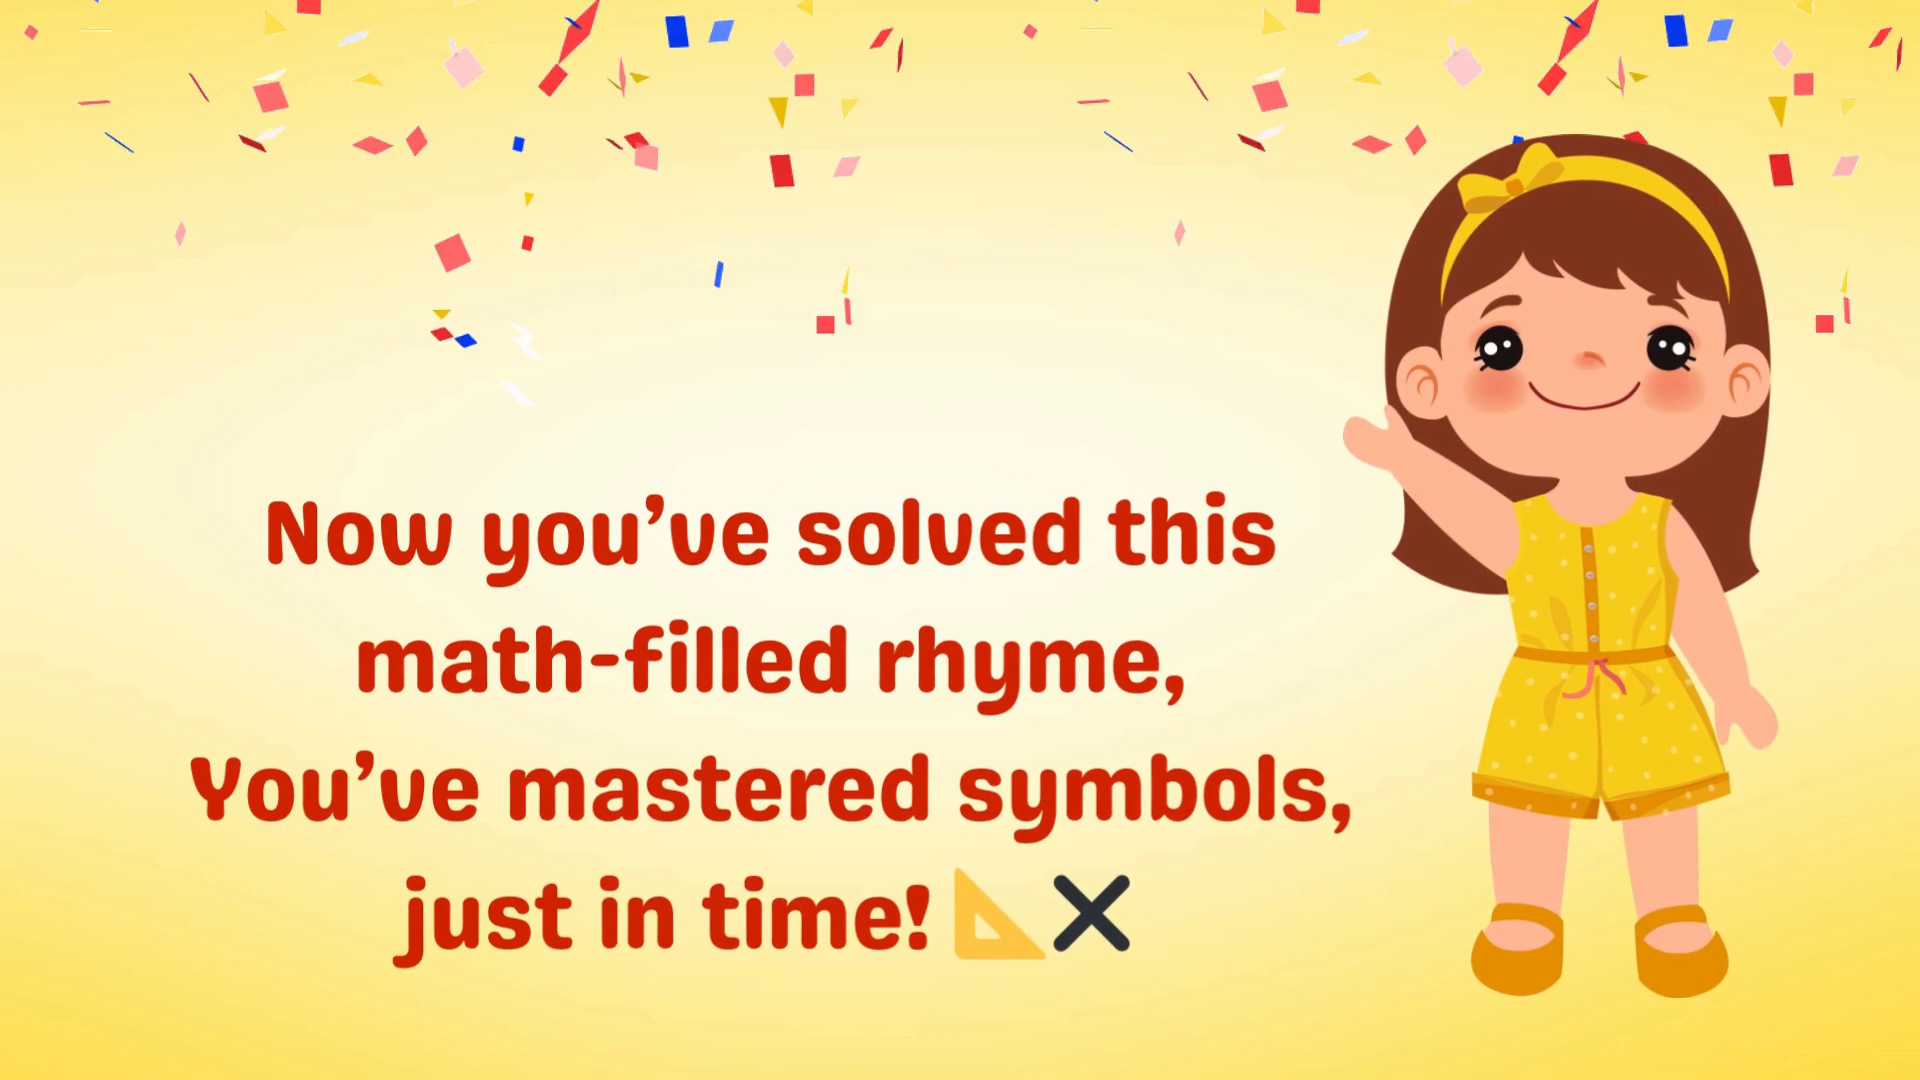 Now you’ve solved this
math-filled rhyme,
You’ve mastered symbols,
just in time! 📐✖